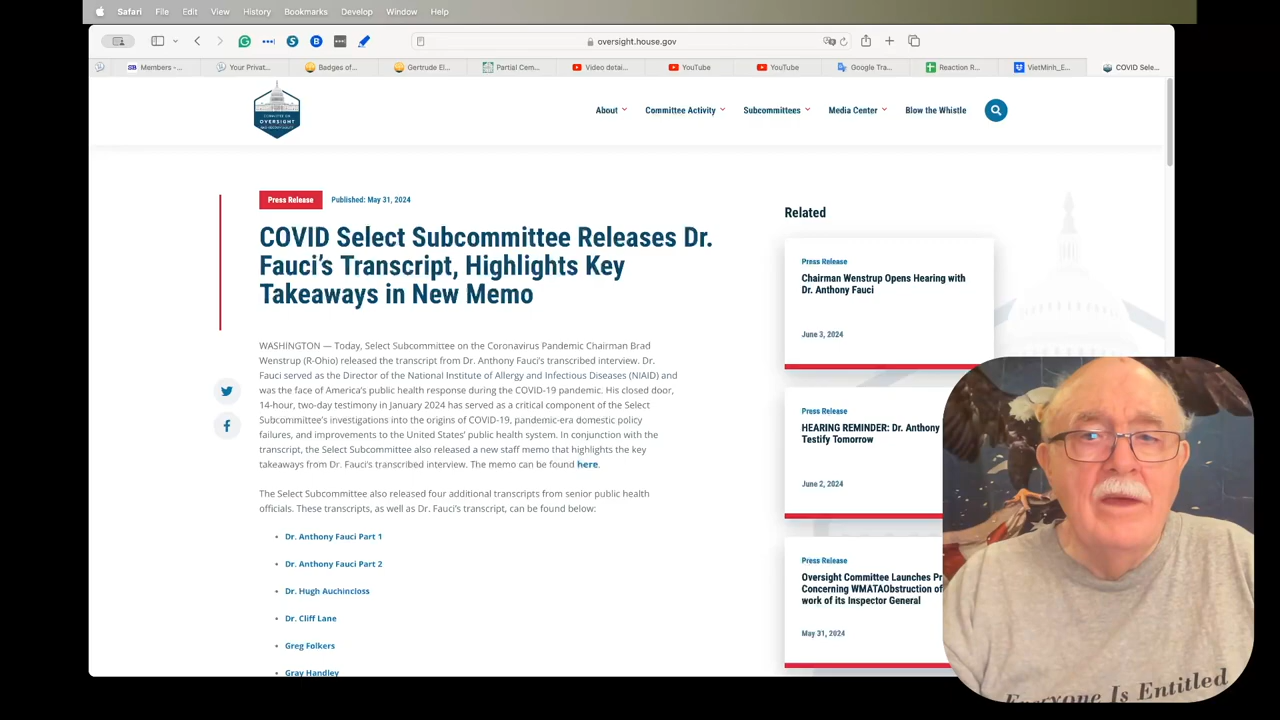 Safari File Edit View History Bookmarks Develop Window Help
oversight.house.gov
Members -... Your Privat... Badges of... Gertrude El... Partial Cem... Video detai... YouTube YouTube Google Tra... Reaction R... VietMinh_E... COVID Sele...
COMMITTEE ON
OVERSIGHT
About Committee Activity Subcommittees Media Center Blow the Whistle
Press Release Published: May 31, 2024
COVID Select Subcommittee Releases Dr.
Fauci's Transcript, Highlights Key
Takeaways in New Memo
WASHINGTON — Today, Select Subcommittee on the Coronavirus Pandemic Chairman Brad
Wenstrup (R-Ohio) released the transcript from Dr. Anthony Fauci's transcribed interview. Dr.
Fauci served as the Director of the National Institute of Allergy and Infectious Diseases (NIAID) and
was the face of America's public health response during the COVID-19 pandemic. His closed door,
14-hour, two-day testimony in January 2024 has served as a critical component of the Select
Subcommittee's investigations into the origins of COVID-19, pandemic-era domestic policy
failures, and improvements to the United States' public health system. In conjunction with the
transcript, the Select Subcommittee also released a new staff memo that highlights the key
takeaways from Dr. Fauci's transcribed interview. The memo can be found here.
The Select Subcommittee also released four additional transcripts from senior public health
officials. These transcripts, as well as Dr. Fauci's transcript, can be found below:
• Dr. Anthony Fauci Part 1
• Dr. Anthony Fauci Part 2
• Dr. Hugh Auchincloss
• Dr. Cliff Lane
• Greg Folkers
• Gray Handley
Related
Press Release
Chairman Wenstrup Opens Hearing with
Dr. Anthony Fauci
June 3, 2024
Press Release
HEARING REMINDER: Dr. Anthony
Testify Tomorrow
June 2, 2024
Press Release
Oversight Committee Launches Pr
Concerning WMATAObstruction of
work of its Inspector General
May 31, 2024
Everyone Is Entitled